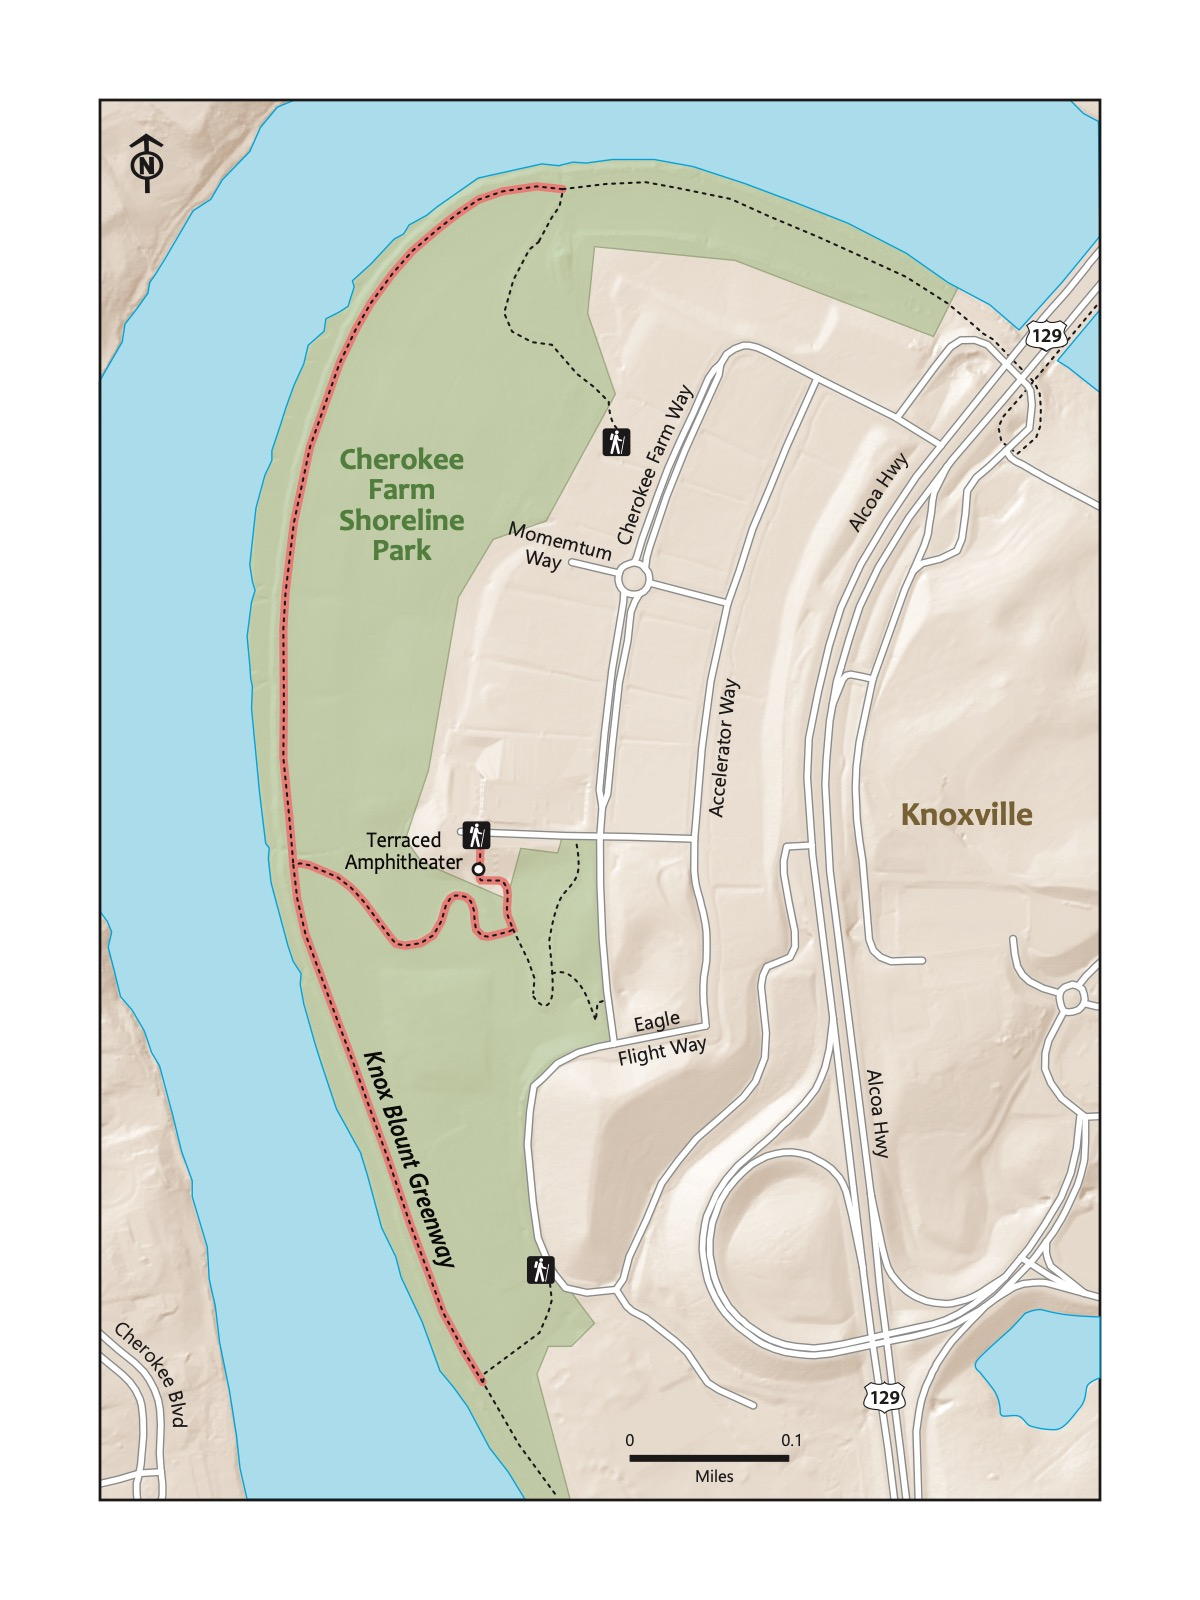 N
129
Cherokee Farm Way
Cherokee
Farm
Shoreline
Park
Alcoa Hwy
Momemtum
Way
Accelerator Way
Knoxville
Terraced
Amphitheater
Eagle
Flight Way
Knox Blount Greenway
Alcoa Hwy
Cherokee Blvd
129
0 0.1
Miles